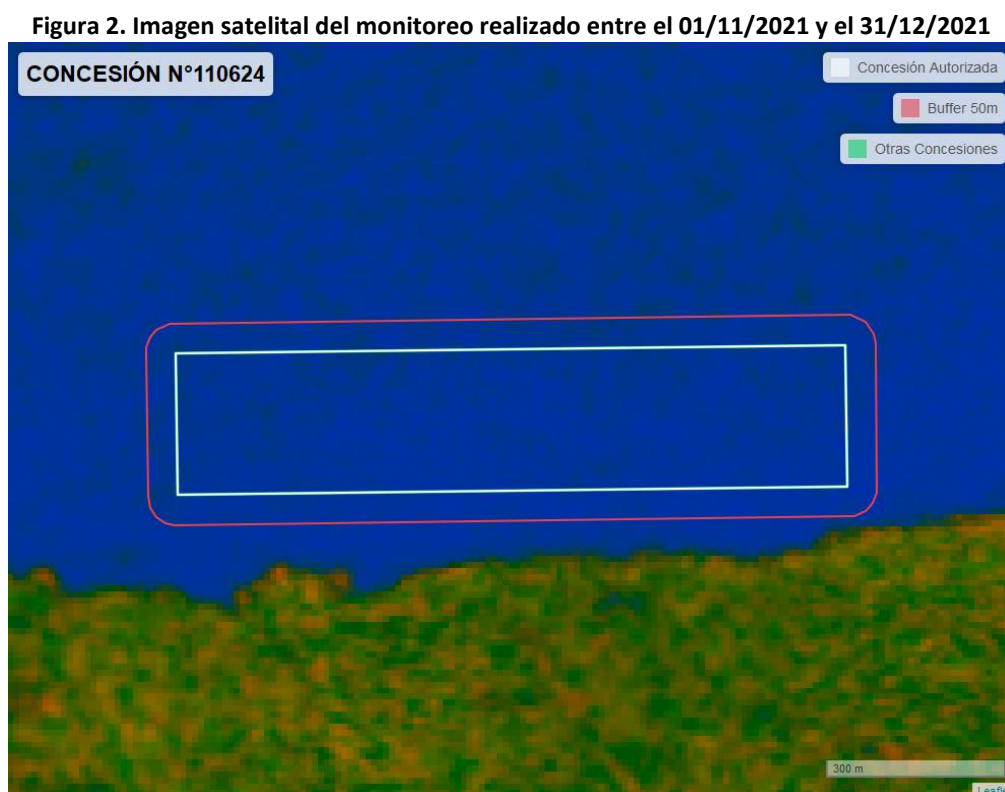 Figura 2. Imagen satelital del monitoreo realizado entre el 01/11/2021 y el 31/12/2021
CONCESIÓN N°110624
Concesión Autorizada
Buffer 50m
Otras Concesiones
300 m